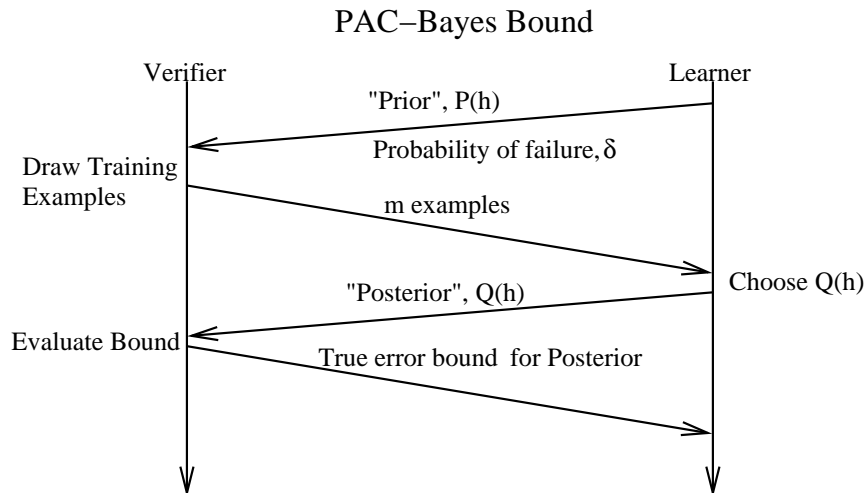 PAC–Bayes Bound
Verifier
Learner
"Prior", P(h)
Probability of failure, δ
Draw Training
Examples
m examples
Choose Q(h)
"Posterior", Q(h)
Evaluate Bound
True error bound for Posterior